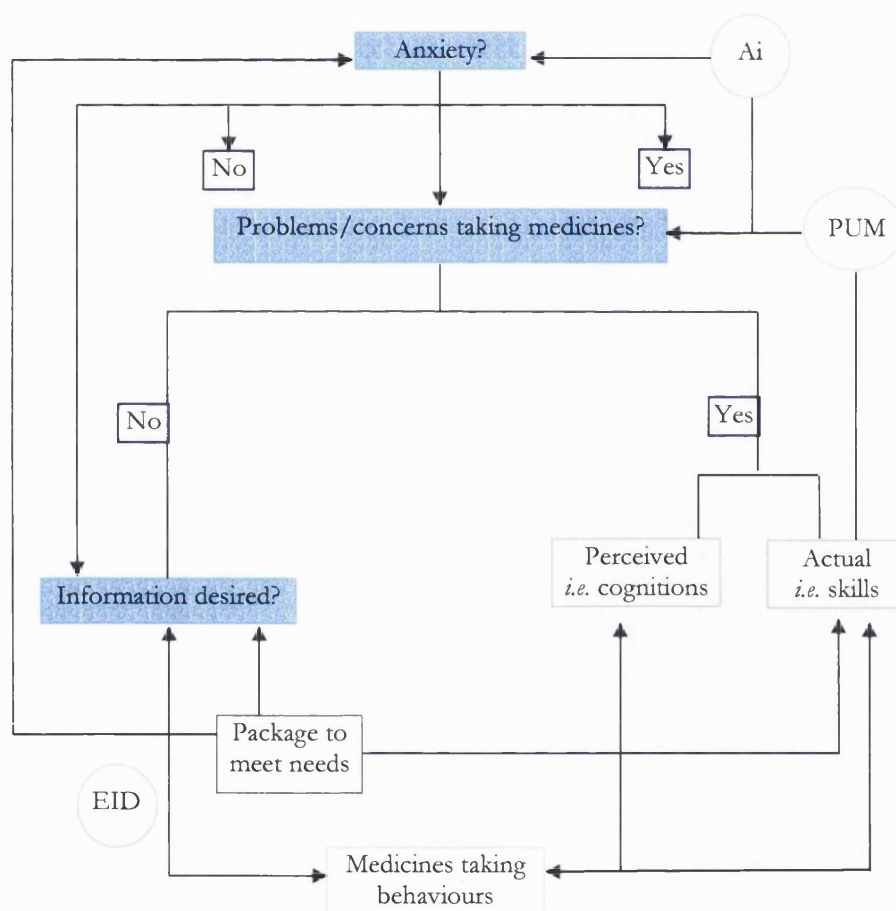 Anxiety?
Ai
No
Yes
Problems/concerns taking medicines?
PUM
No
Yes
Perceived
i.e. cognitions
Actual
i.e. skills
Information desired?
Package to
meet needs
EID
Medicines taking
behaviours